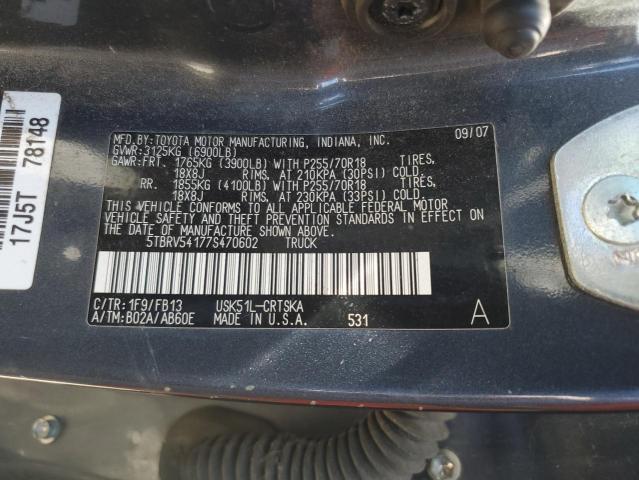 MFD.BY:TOYOTA MOTOR MANUFACTURING, INDIANA, INC. 09/07
GVWR:3125KG (6900LB)
GAWR:FRT. 1765KG (3900LB) WITH P255/70R18 TIRES,
18X8J RIMS, AT 210KPA (30PSI) COLD.
RR. 1855KG (4100LB) WITH P255/70R18 TIRES,
18X8J RIMS, AT 230KPA (33PSI) COLD.
THIS VEHICLE CONFORMS TO ALL APPLICABLE FEDERAL MOTOR
VEHICLE SAFETY AND THEFT PREVENTION STANDARDS IN EFFECT ON
THE DATE OF MANUFACTURE SHOWN ABOVE.
5TBRV54177S470602 TRUCK
C/TR:1F9/FB13 USK51L-CRTSKA A
A/TM:B02A/AB60E MADE IN U.S.A. 531
17J5T 78148